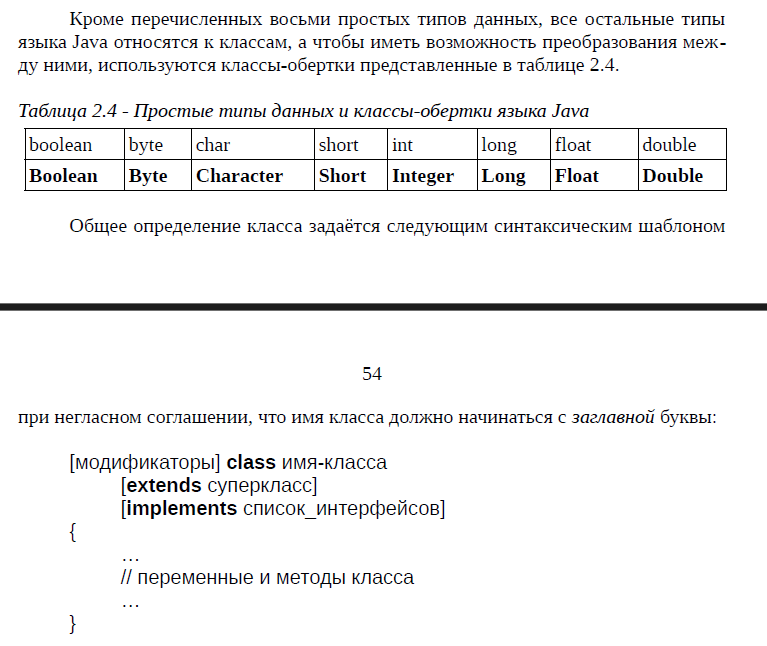 Кроме перечисленных восьми простых типов данных, все остальные типы
языка Java относятся к классам, а чтобы иметь возможность преобразования меж-
ду ними, используются классы-обертки представленные в таблице 2.4.
Таблица 2.4 - Простые типы данных и классы-обертки языка Java
boolean byte char short int long float double
Boolean Byte Character Short Integer Long Float Double
Общее определение класса задаётся следующим синтаксическим шаблоном
54
при негласном соглашении, что имя класса должно начинаться с заглавной буквы:
[модификаторы] class имя-класса
[extends суперкласс]
[implements список_интерфейсов]
{
…
// переменные и методы класса
…
}